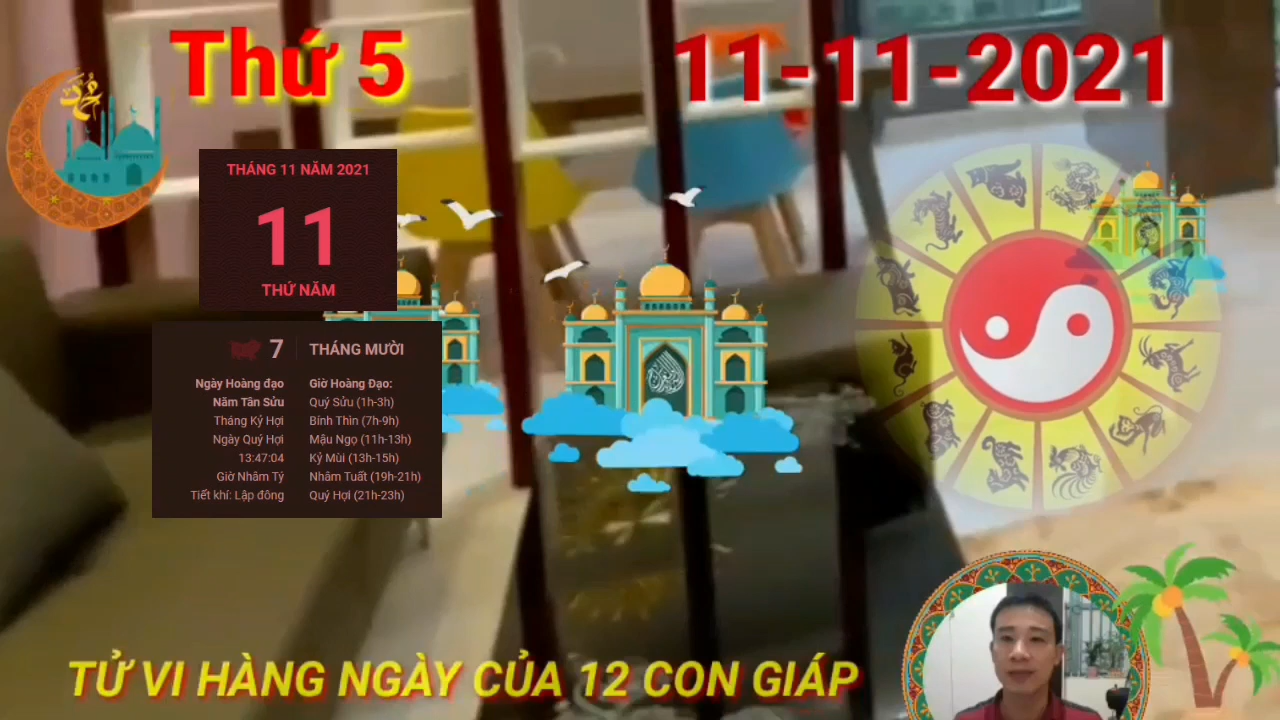 Thứ 5
11-11-2021
THÁNG 11 NĂM 2021
11
THỨ NĂM
7 THÁNG MƯỜI
Ngày Hoàng đạo
Năm Tân Sửu
Tháng Kỷ Hợi
Ngày Quý Hợi
13:47:04
Giờ Nhâm Tý
Tiết khí: Lập đông
Giờ Hoàng Đạo:
Quý Sửu (1h-3h)
Bính Thìn (7h-9h)
Mậu Ngọ (11h-13h)
Kỷ Mùi (13h-15h)
Nhâm Tuất (19h-21h)
Quý Hợi (21h-23h)
TỬ VI HÀNG NGÀY CỦA 12 CON GIÁP